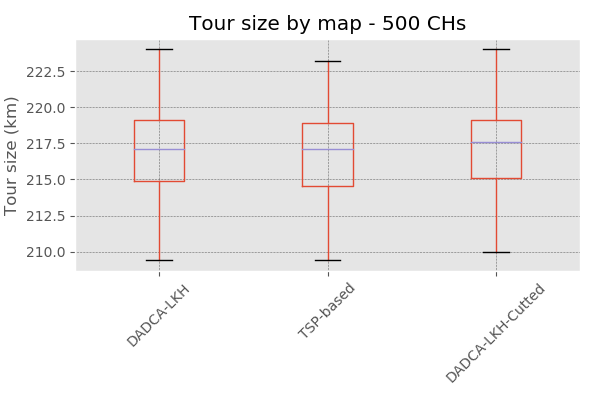 Tour size by map - 500 CHs
Tour size (km)
222.5
220.0
217.5
215.0
212.5
210.0
DADCA-LKH
TSP-based
DADCA-LKH-Cutted